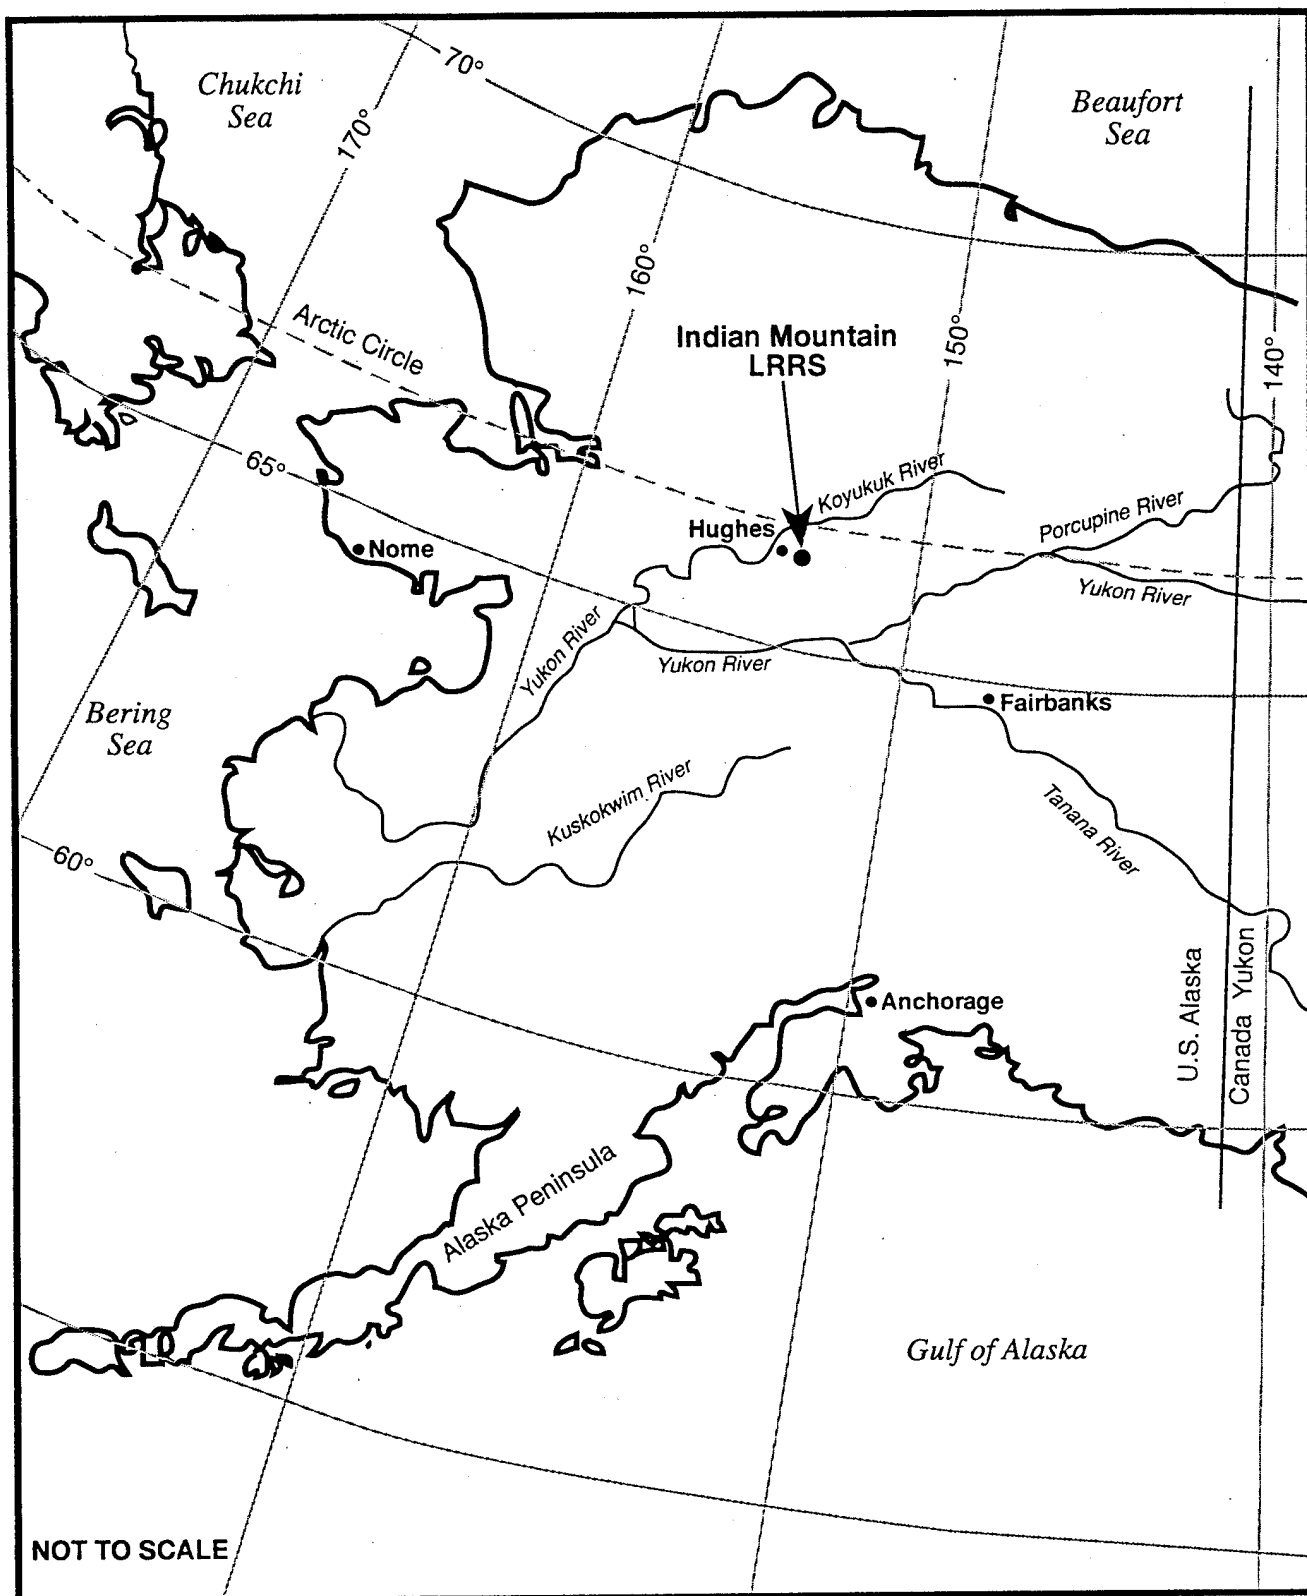 70°
Chukchi
Sea
Beaufort
Sea
170°
160°
Arctic Circle
Indian Mountain
LRRS
150°
140°
65°
Koyukuk River
Porcupine River
Hughes
Nome
Yukon River
Yukon River
Yukon River
Fairbanks
Bering
Sea
Kuskokwim River
Tanana River
60°
U.S. Alaska
Canada Yukon
Anchorage
Alaska Peninsula
Gulf of Alaska
NOT TO SCALE